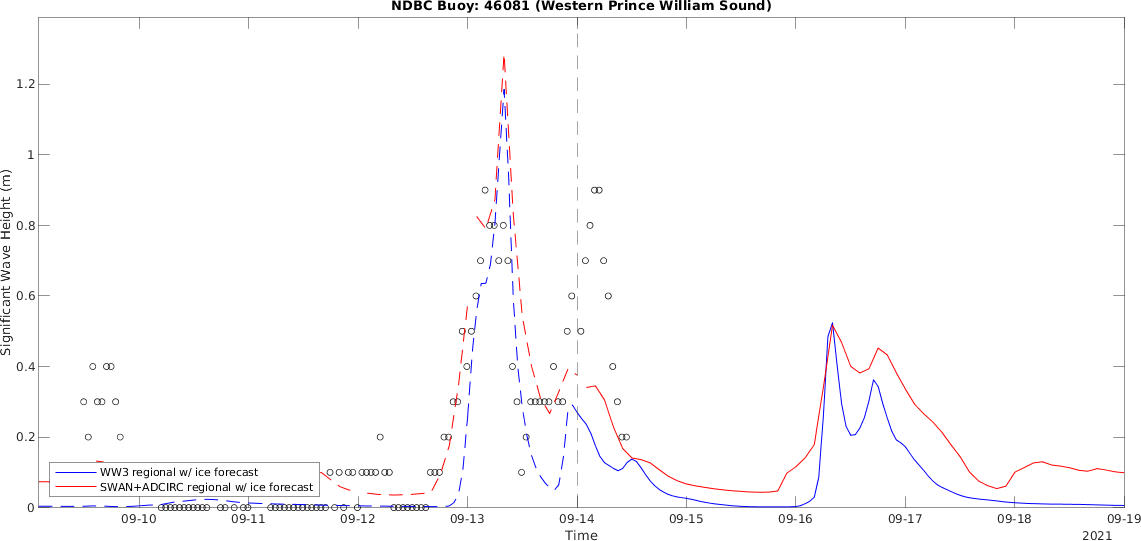 NDBC Buoy: 46081 (Western Prince William Sound)
Significant Wave Height (m)
1.2
1
0.8
0.6
0.4
0.2
0
WW3 regional w/ ice forecast
SWAN+ADCIRC regional w/ ice forecast
09-10 09-11 09-12 09-13 09-14 09-15 09-16 09-17 09-18 09-19
Time
2021